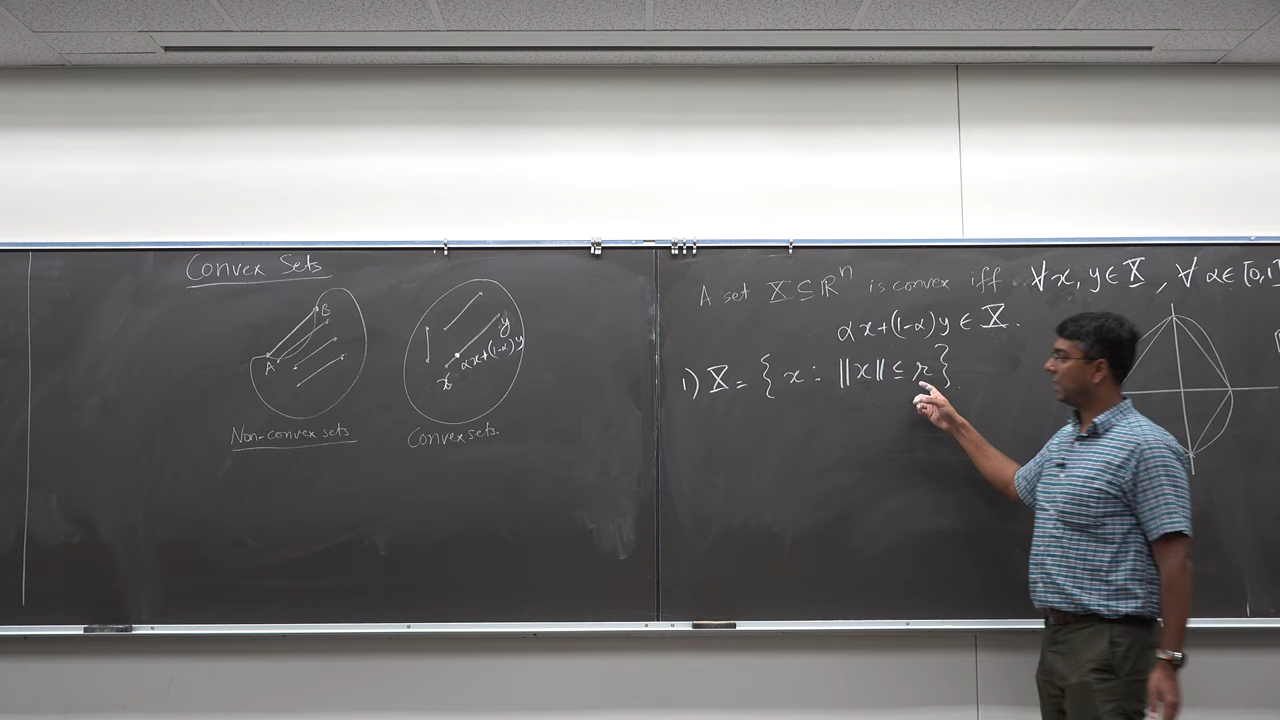 Convex Sets
B
A
Non-convex sets
y
αx+(1-α)y
x
Convex sets.
A set X ⊆ ℝⁿ is convex iff ∀x, y ∈ X, ∀ α ∈ [0,1
αx+(1-α)y ∈ X.
1) X = { x : ||x|| ≤ r }.